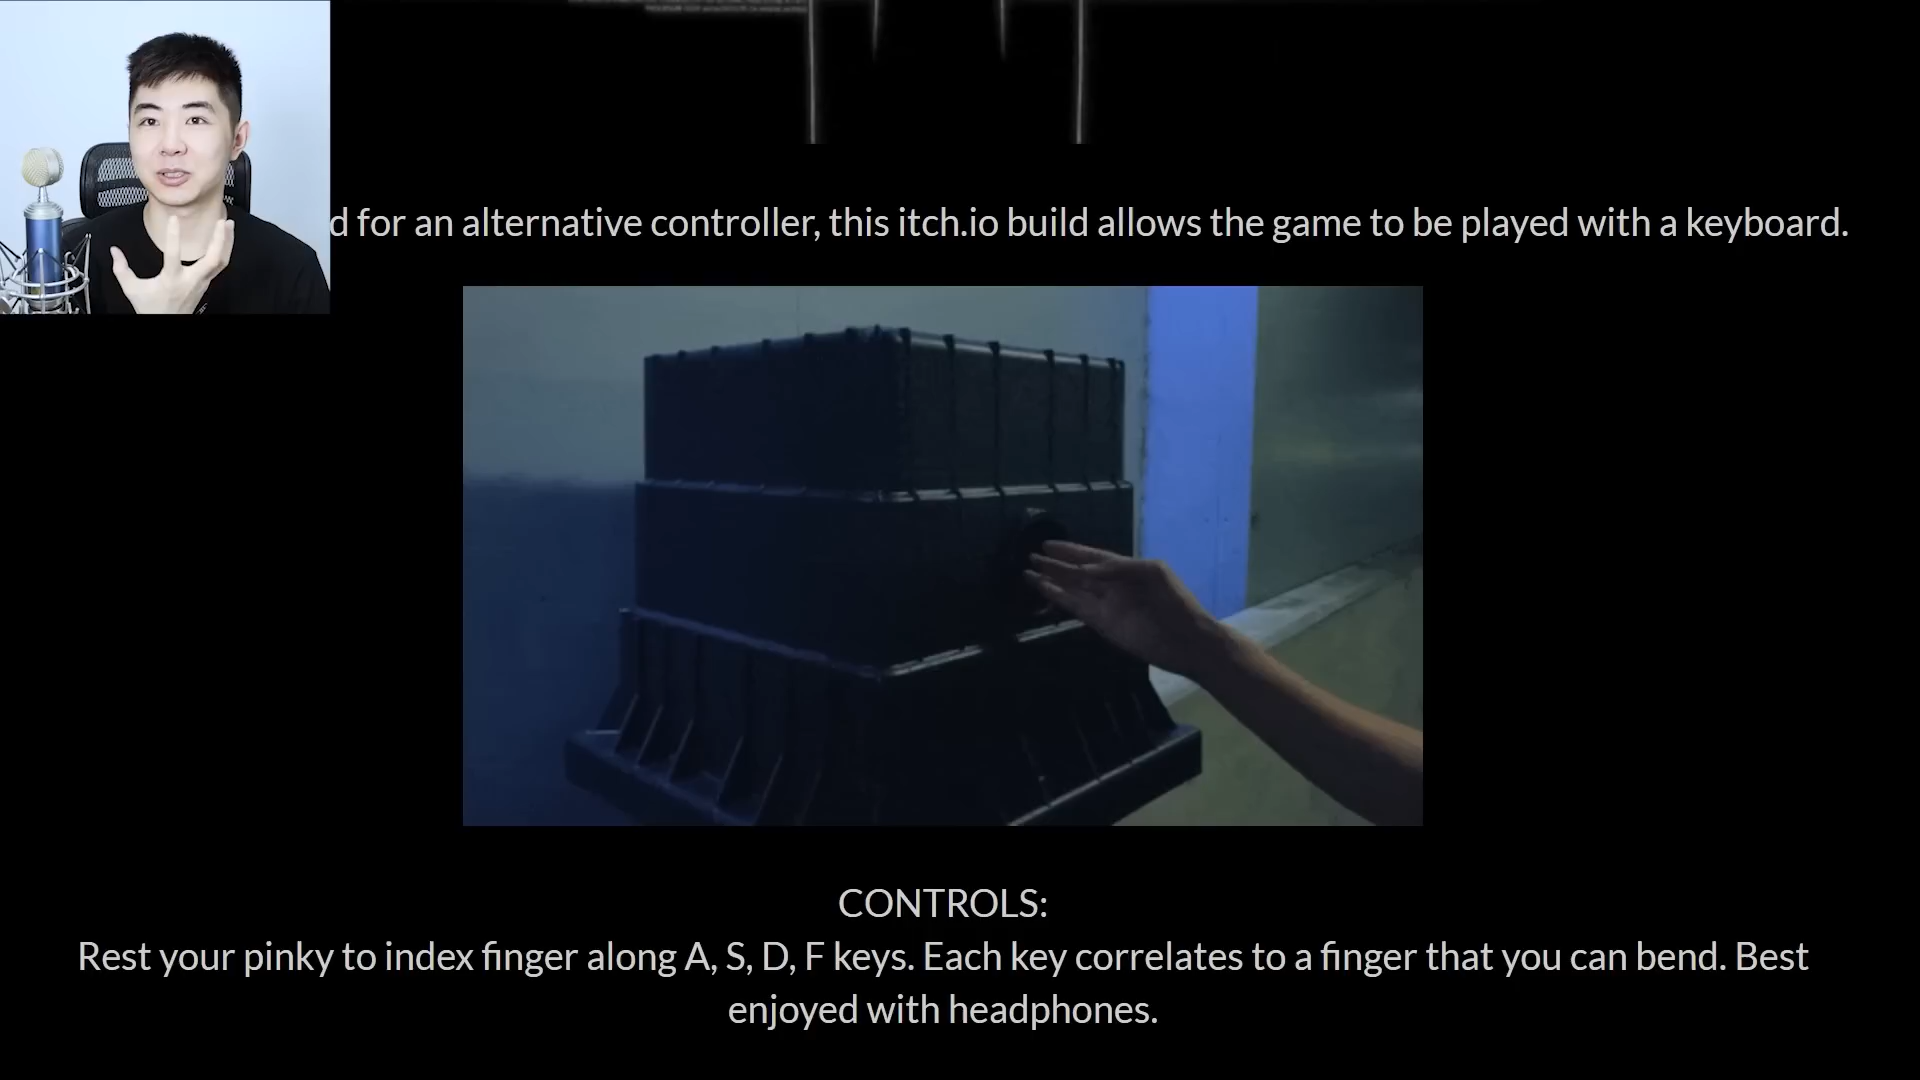 d for an alternative controller, this itch.io build allows the game to be played with a keyboard.
CONTROLS:
Rest your pinky to index finger along A, S, D, F keys. Each key correlates to a finger that you can bend. Best
enjoyed with headphones.